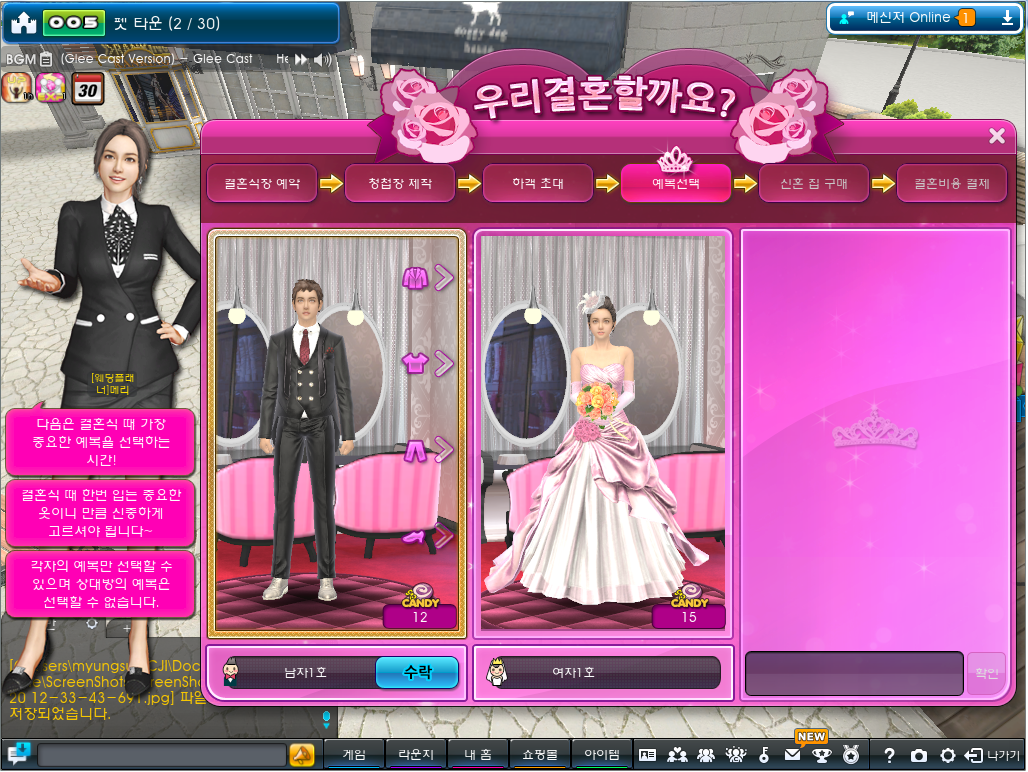 005 펫 타운 (2 / 30)
메신저 Online 1
BGM (Glee Cast Version) - Glee Cast He
30
doggy dog
우리결혼할까요?
결혼식장 예약
청첩장 제작
하객 초대
예복선택
신혼 집 구매
결혼비용 결제
[웨딩플래
너]메리
다음은 결혼식 때 가장
중요한 예복을 선택하는
시간!
결혼식 때 한번 입는 중요한
옷이니 만큼 신중하게
고르셔야 됩니다~
각자의 예복만 선택할 수
있으며 상대방의 예복은
선택할 수 없습니다.
CANDY
12
CANDY
15
남자1호
수락
여자1호
확인
저장되었습니다.
NEW
게임
라운지
내 홈
쇼핑몰
아이템
나가기